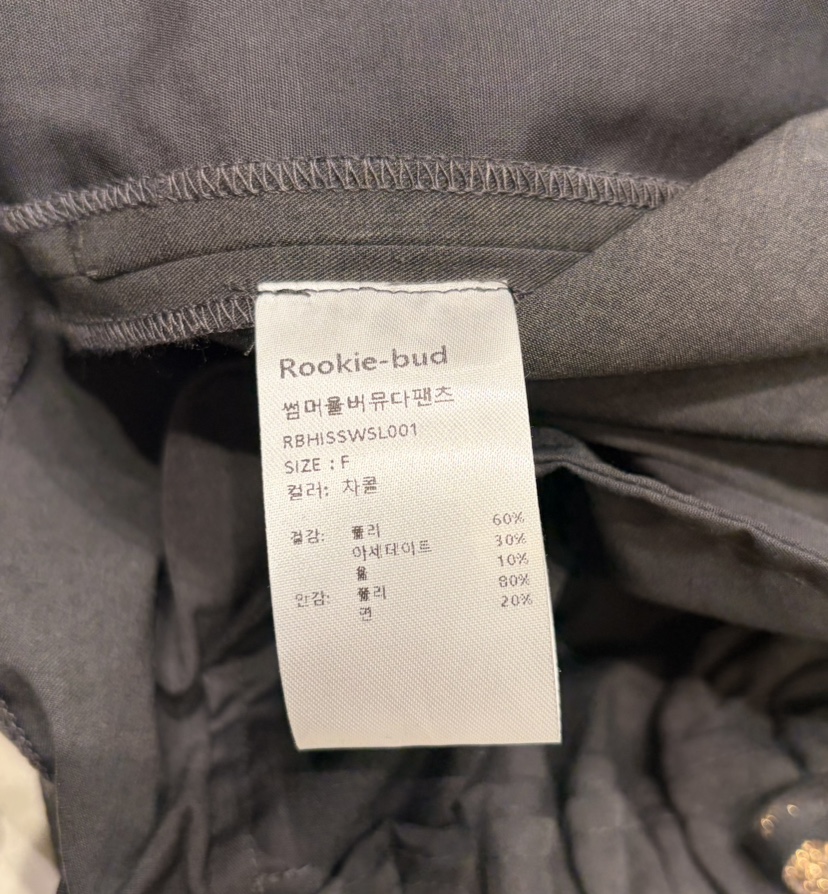 Rookie-bud
썸머울버뮤다팬츠
RBHISSWSL001
SIZE : F
컬러: 차콜
겉감: 폴리 60%
아세테이트 30%
울 10%
안감: 폴리 80%
면 20%